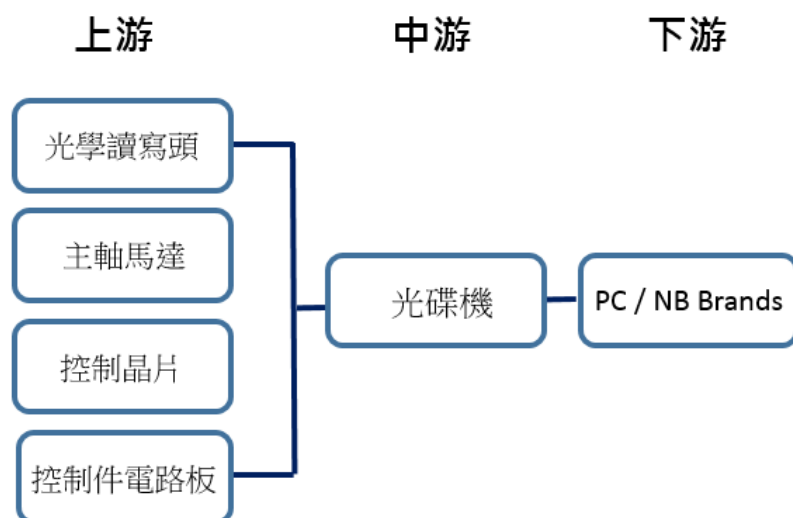 上游
中游
下游
光學讀寫頭
主軸馬達
控制晶片
控制件電路板
光碟機
PC / NB Brands